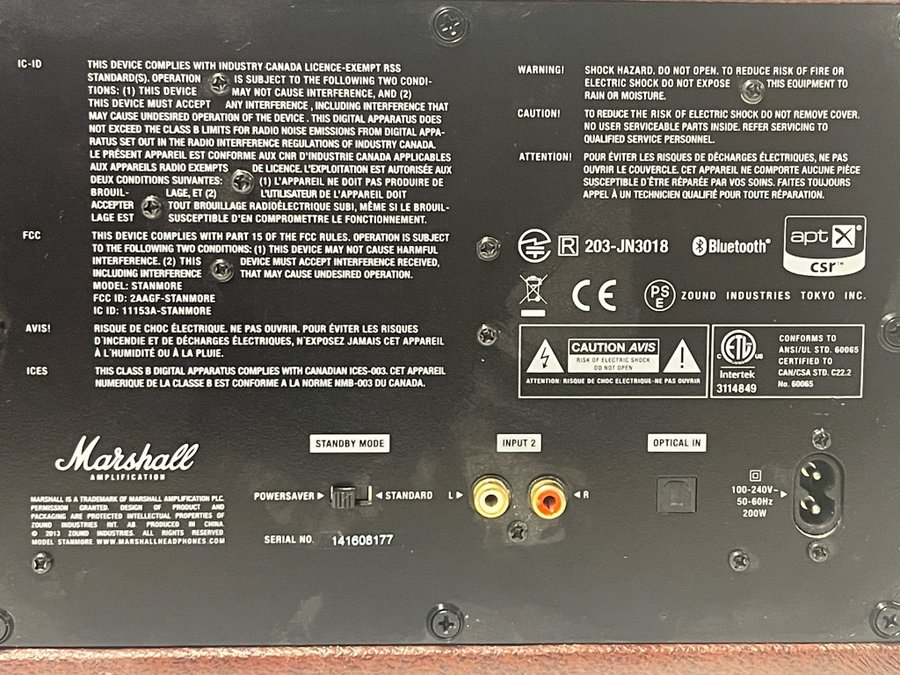 IC-ID
THIS DEVICE COMPLIES WITH INDUSTRY CANADA LICENCE-EXEMPT RSS
STANDARD(S). OPERATION IS SUBJECT TO THE FOLLOWING TWO CONDI-
TIONS: (1) THIS DEVICE MAY NOT CAUSE INTERFERENCE, AND (2)
THIS DEVICE MUST ACCEPT ANY INTERFERENCE, INCLUDING INTERFERENCE THAT
MAY CAUSE UNDESIRED OPERATION OF THE DEVICE. THIS DIGITAL APPARATUS DOES
NOT EXCEED THE CLASS B LIMITS FOR RADIO NOISE EMISSIONS FROM DIGITAL APPA-
RATUS SET OUT IN THE RADIO INTERFERENCE REGULATIONS OF INDUSTRY CANADA.
LE PRÉSENT APPAREIL EST CONFORME AUX CNR D'INDUSTRIE CANADA APPLICABLES
AUX APPAREILS RADIO EXEMPTS DE LICENCE. L'EXPLOITATION EST AUTORISÉE AUX
DEUX CONDITIONS SUIVANTES: (1) L'APPAREIL NE DOIT PAS PRODUIRE DE
BROUIL- LAGE, ET (2) L'UTILISATEUR DE L'APPAREIL DOIT
ACCEPTER TOUT BROUILLAGE RADIOÉLECTRIQUE SUBI, MÊME SI LE BROUIL-
LAGE EST SUSCEPTIBLE D'EN COMPROMETTRE LE FONCTIONNEMENT.
FCC
THIS DEVICE COMPLIES WITH PART 15 OF THE FCC RULES. OPERATION IS SUBJECT
TO THE FOLLOWING TWO CONDITIONS: (1) THIS DEVICE MAY NOT CAUSE HARMFUL
INTERFERENCE. (2) THIS DEVICE MUST ACCEPT INTERFERENCE RECEIVED,
INCLUDING INTERFERENCE THAT MAY CAUSE UNDESIRED OPERATION.
MODEL: STANMORE
FCC ID: 2AAGF-STANMORE
IC ID: 11153A-STANMORE
AVIS!
RISQUE DE CHOC ÉLECTRIQUE. NE PAS OUVRIR. POUR ÉVITER LES RISQUES
D'INCENDIE ET DE DÉCHARGES ÉLECTRIQUES, N'EXPOSEZ JAMAIS CET APPAREIL
À L'HUMIDITÉ OU À LA PLUIE.
ICES
THIS CLASS B DIGITAL APPARATUS COMPLIES WITH CANADIAN ICES-003. CET APPAREIL
NUMERIQUE DE LA CLASSE B EST CONFORME A LA NORME NMB-003 DU CANADA.
WARNING!
SHOCK HAZARD. DO NOT OPEN. TO REDUCE RISK OF FIRE OR
ELECTRIC SHOCK DO NOT EXPOSE THIS EQUIPMENT TO
RAIN OR MOISTURE.
CAUTION!
TO REDUCE THE RISK OF ELECTRIC SHOCK DO NOT REMOVE COVER.
NO USER SERVICEABLE PARTS INSIDE. REFER SERVICING TO
QUALIFIED SERVICE PERSONNEL.
ATTENTION!
POUR ÉVITER LES RISQUES DE DÉCHARGES ÉLECTRIQUES, NE PAS
OUVRIR LE COUVERCLE. CET APPAREIL NE COMPORTE AUCUNE PIÈCE
SUSCEPTIBLE D'ÊTRE RÉPARÉE PAR VOS SOINS. FAITES TOUJOURS
APPEL À UN TECHNICIEN QUALIFIÉ POUR TOUTE RÉPARATION.
R 203-JN3018
Bluetooth®
aptX®
csr™
CE
PSE
ZOUND INDUSTRIES TOKYO INC.
CAUTION AVIS
RISK OF ELECTRIC SHOCK
DO NOT OPEN
ATTENTION: RISQUE DE CHOC ELECTRIQUE-NE PAS OUVRIR
C ETL US
Intertek
3114849
CONFORMS TO
ANSI/UL STD. 60065
CERTIFIED TO
CAN/CSA STD. C22.2
No. 60065
Marshall
AMPLIFICATION
MARSHALL IS A TRADEMARK OF MARSHALL AMPLIFICATION PLC.
PERMISSION GRANTED. DESIGN OF PRODUCT AND
PACKAGING ARE PROTECTED INTELLECTUAL PROPERTIES OF
ZOUND INDUSTRIES INT. AB PRODUCED IN CHINA
© 2013 ZOUND INDUSTRIES. ALL RIGHTS RESERVED
MODEL STANMORE WWW.MARSHALLHEADPHONES.COM
STANDBY MODE
POWERSAVER STANDARD
SERIAL NO. 141608177
INPUT 2
L R
OPTICAL IN
100-240V~
50-60Hz
200W